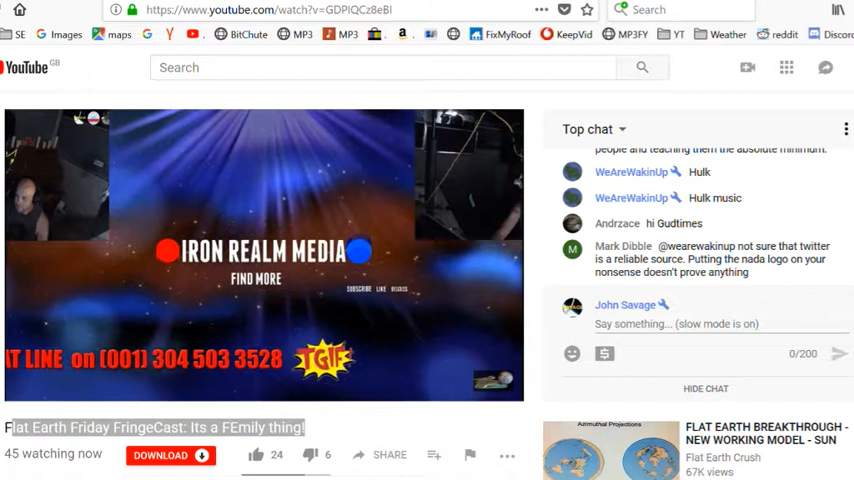 https://www.youtube.com/watch?v=GDPIQCz8eBI
Search
SE
Images
maps
BitChute
MP3
MP3
FixMyRoof
KeepVid
MP3FY
YT
Weather
reddit
Discord
YouTube GB
Search
Top chat
people and teaching them the absolute minimum.
WeAreWakinUp Hulk
WeAreWakinUp Hulk music
Andrzace hi Gudtimes
Mark Dibble @wearewakinup not sure that twitter
is a reliable source. Putting the nada logo on your
nonsense doesn't prove anything
John Savage
Say something... (slow mode is on)
0/200
HIDE CHAT
IRON REALM MEDIA
FIND MORE
SUBSCRIBE LIKE DISCUSS
AT LINE on (001) 304 503 3528 TGIF
Flat Earth Friday FringeCast: Its a FEmily thing!
45 watching now
DOWNLOAD
24
6
SHARE
Azimuthal Projections
FLAT EARTH BREAKTHROUGH -
NEW WORKING MODEL - SUN
Flat Earth Crush
67K views